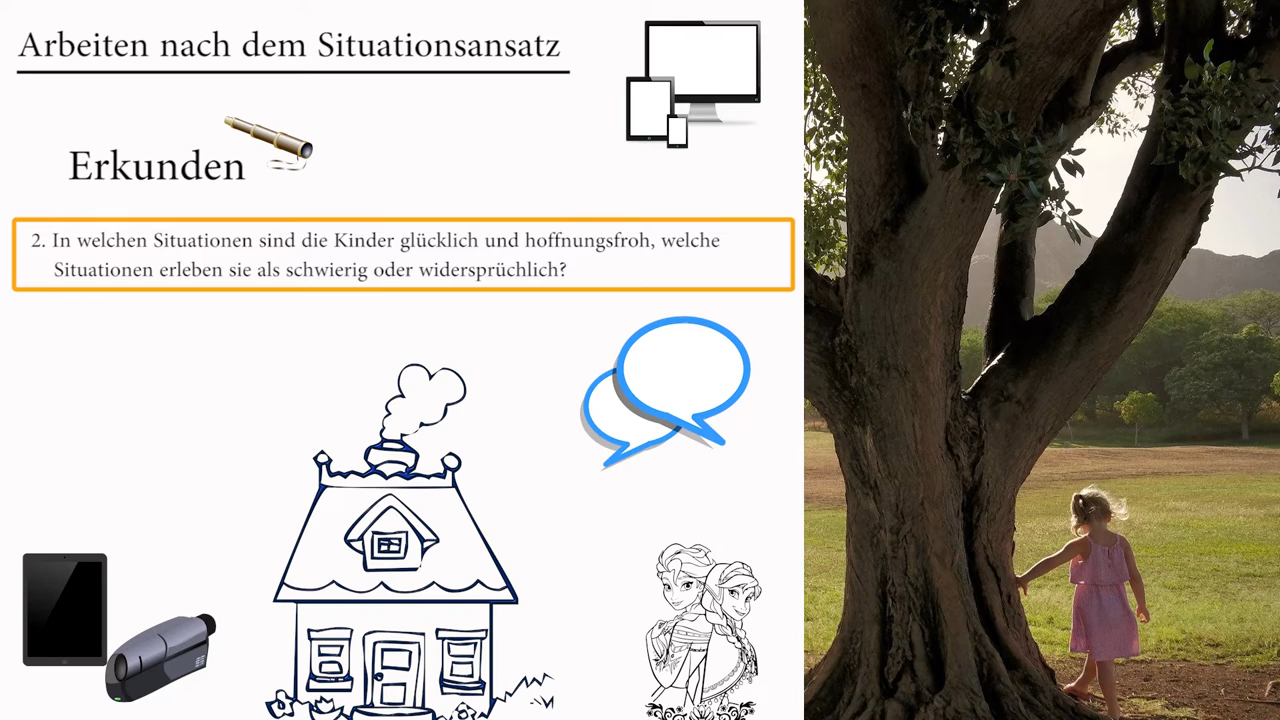 Arbeiten nach dem Situationsansatz
Erkunden
2. In welchen Situationen sind die Kinder glücklich und hoffnungsfroh, welche
Situationen erleben sie als schwierig oder widersprüchlich?